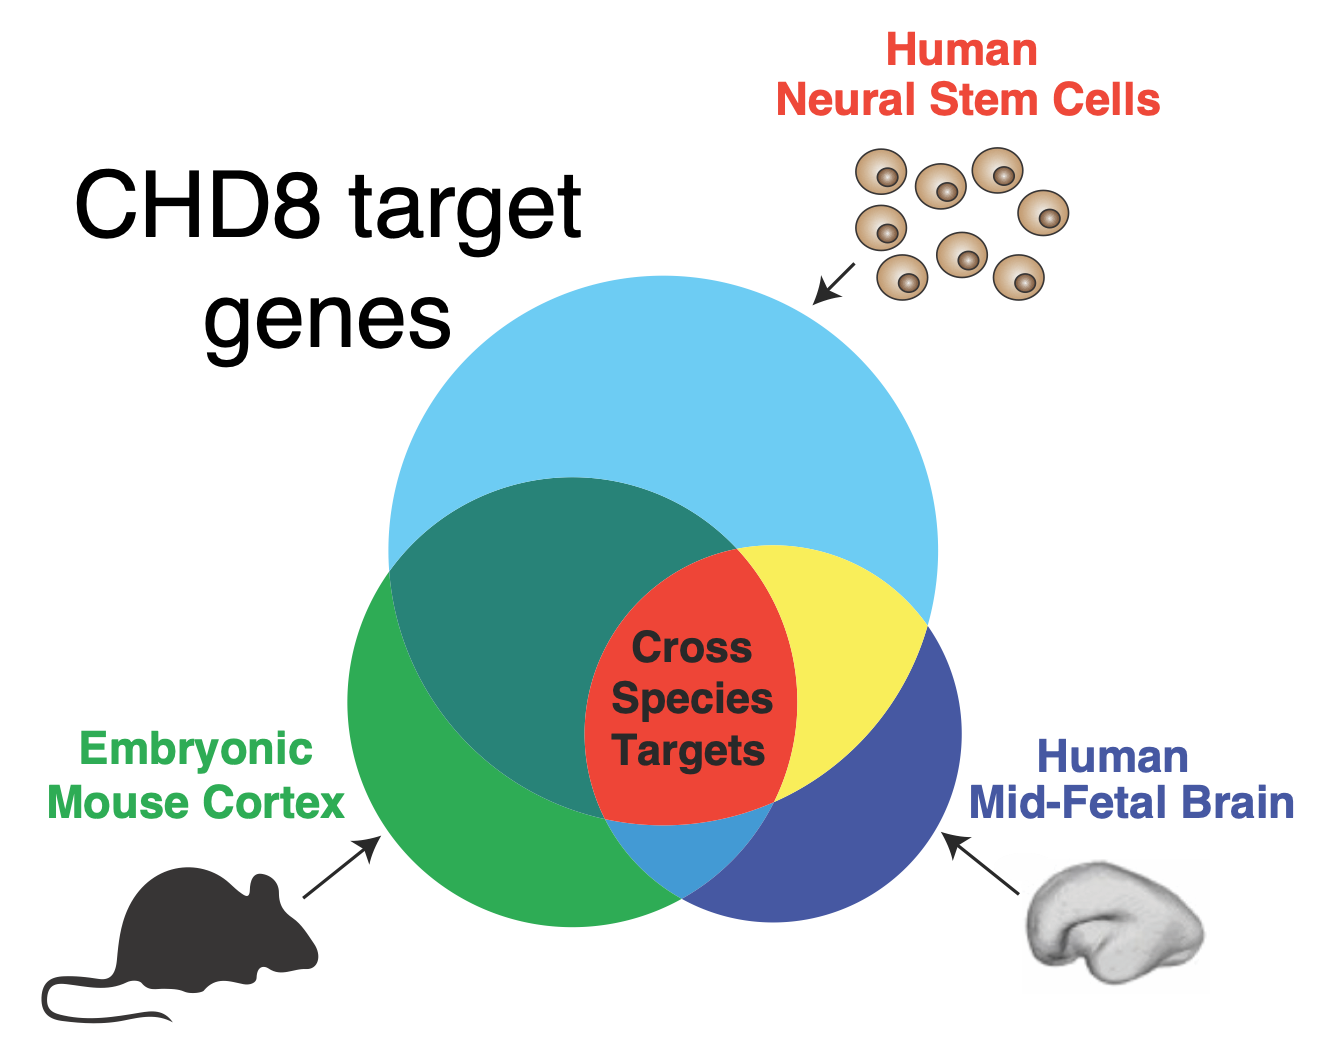 Human
Neural Stem Cells
CHD8 target
genes
Cross
Species
Targets
Embryonic
Mouse Cortex
Human
Mid-Fetal Brain